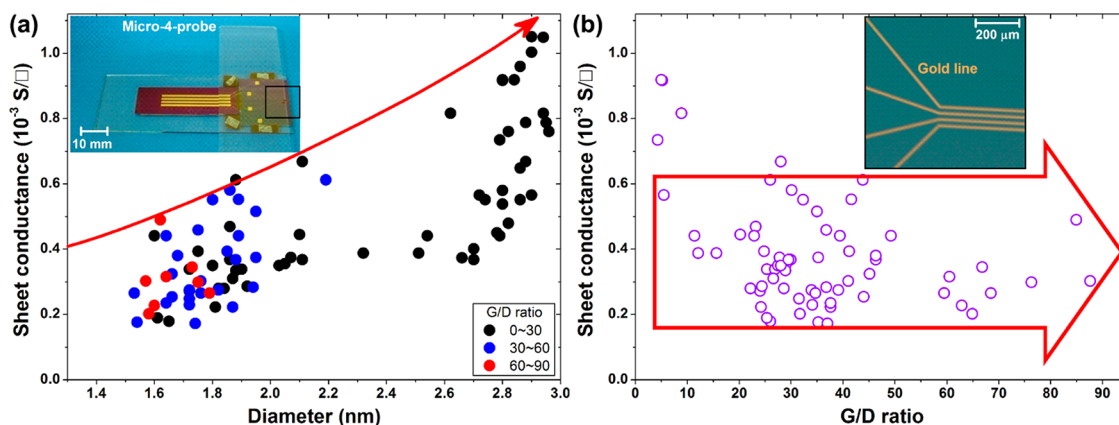 (a)
Micro-4-probe
10 mm
Sheet conductance (10⁻³ S/□)
1.0
0.8
0.6
0.4
0.2
0.0
1.4 1.6 1.8 2.0 2.2 2.4 2.6 2.8 3.0
Diameter (nm)
G/D ratio
0~30
30~60
60~90
(b)
200 μm
Gold line
Sheet conductance (10⁻³ S/□)
1.0
0.8
0.6
0.4
0.2
0.0
0 10 20 30 40 50 60 70 80 90
G/D ratio